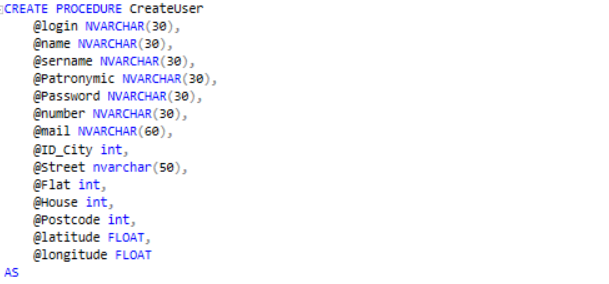 CREATE PROCEDURE CreateUser
@login NVARCHAR(30),
@name NVARCHAR(30),
@sername NVARCHAR(30),
@Patronymic NVARCHAR(30),
@Password NVARCHAR(30),
@number NVARCHAR(30),
@mail NVARCHAR(60),
@ID_City int,
@Street nvarchar(50),
@Flat int,
@House int,
@Postcode int,
@latitude FLOAT,
@longitude FLOAT
AS